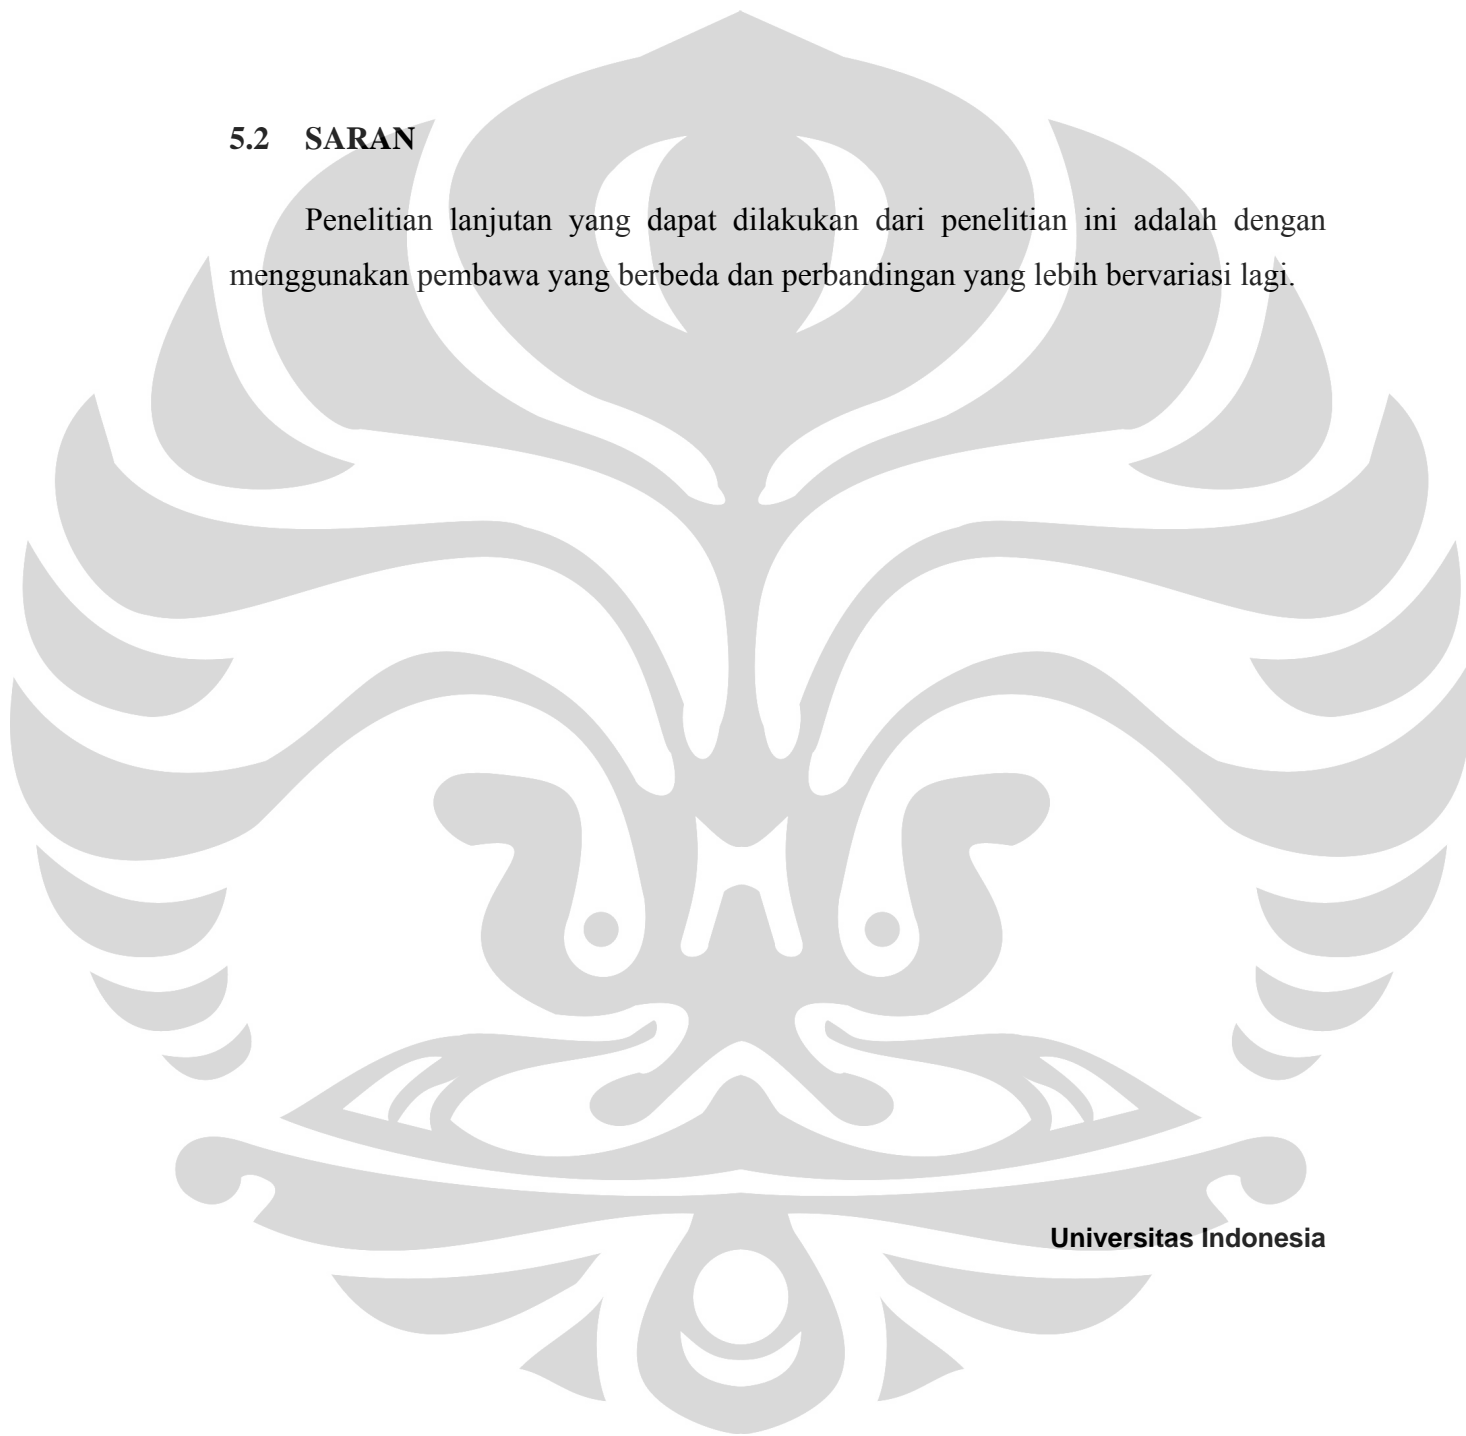 5.2 SARAN
Penelitian lanjutan yang dapat dilakukan dari penelitian ini adalah dengan
menggunakan pembawa yang berbeda dan perbandingan yang lebih bervariasi lagi.
Universitas Indonesia